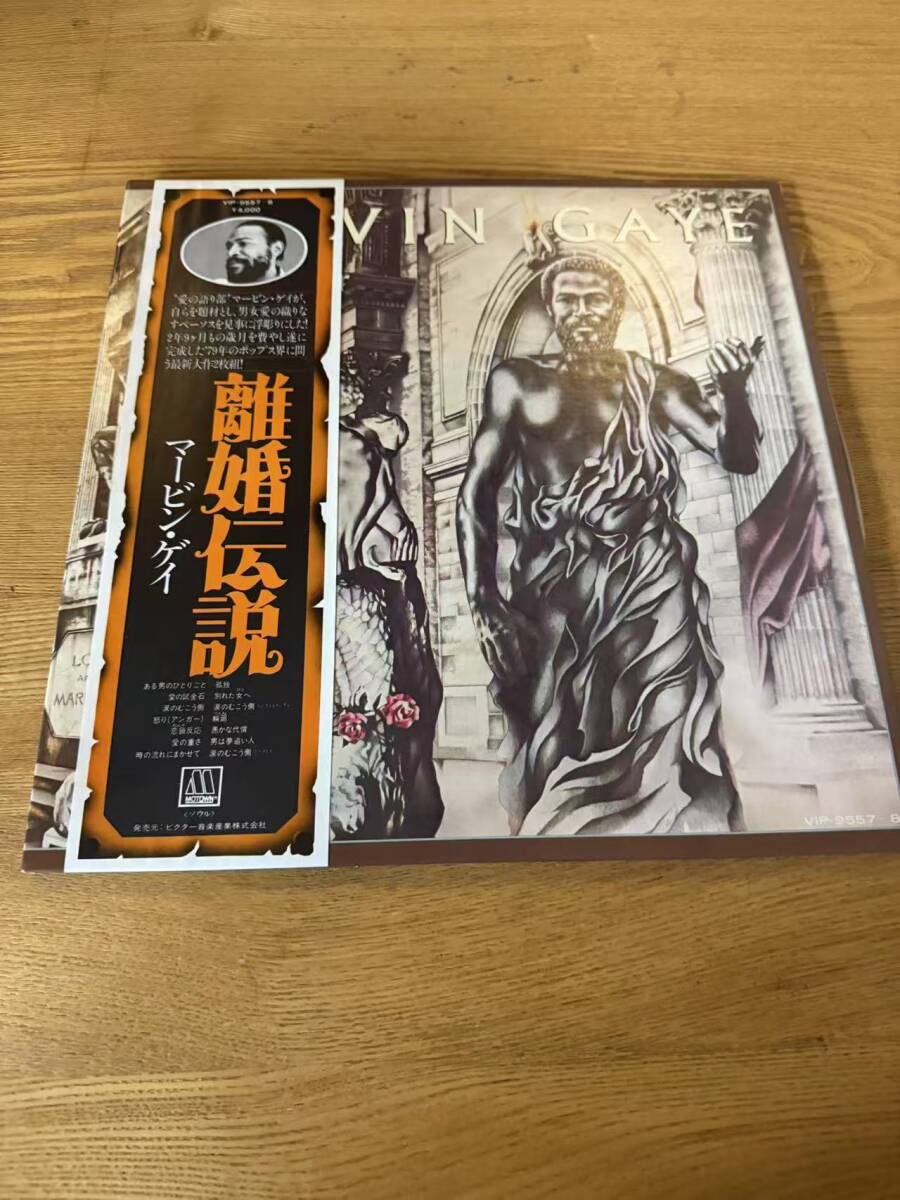 VIP-9557~8
¥4,000
"愛の語り部"マービン・ゲイが、
自らを題材とし、男女愛の織りな
すペーソスを見事に浮彫りにした!
2年9ヶ月もの歳月を費やし遂に
完成した'79年のポップス界に問
う最新大作2枚組!
離婚伝説
マービン・ゲイ
ある男のひとりごと 孤独
愛の試金石 別れた女へ
涙のむこう側 涙のむこう側
怒り(アンガー) 輪廻
恋狼反応 愚かな代償
愛の重さ 男は夢追い人
時の流れにまかせて 涙のむこう側
M
MOTOWN
〈ソウル〉
発売元:ビクター音楽産業株式会社
VIN GAYE
LO
AN
MAR
VIP-9557~8